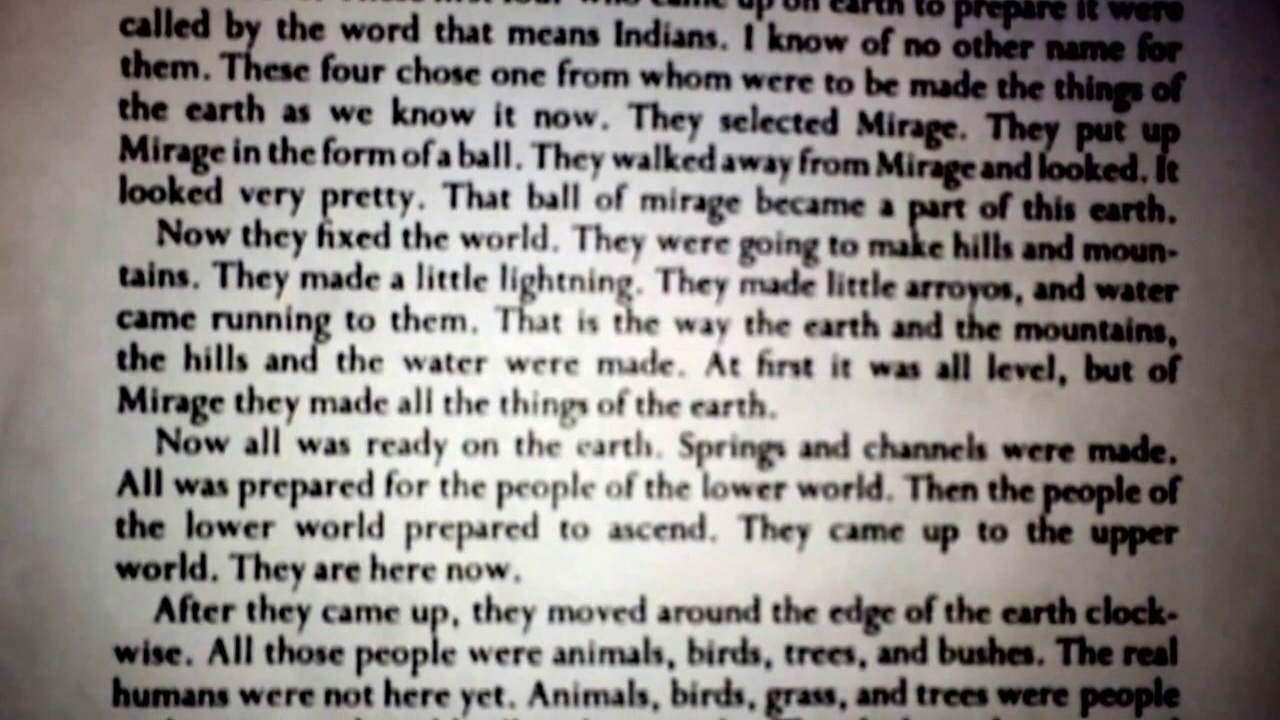 came up on earth to prepare it were
called by the word that means Indians. I know of no other name for
them. These four chose one from whom were to be made the things of
the earth as we know it now. They selected Mirage. They put up
Mirage in the form of a ball. They walked away from Mirage and looked. It
looked very pretty. That ball of mirage became a part of this earth.
Now they fixed the world. They were going to make hills and moun-
tains. They made a little lightning. They made little arroyos, and water
came running to them. That is the way the earth and the mountains,
the hills and the water were made. At first it was all level, but of
Mirage they made all the things of the earth.
Now all was ready on the earth. Springs and channels were made.
All was prepared for the people of the lower world. Then the people of
the lower world prepared to ascend. They came up to the upper
world. They are here now.
After they came up, they moved around the edge of the earth clock-
wise. All those people were animals, birds, trees, and bushes. The real
humans were not here yet. Animals, birds, grass, and trees were people